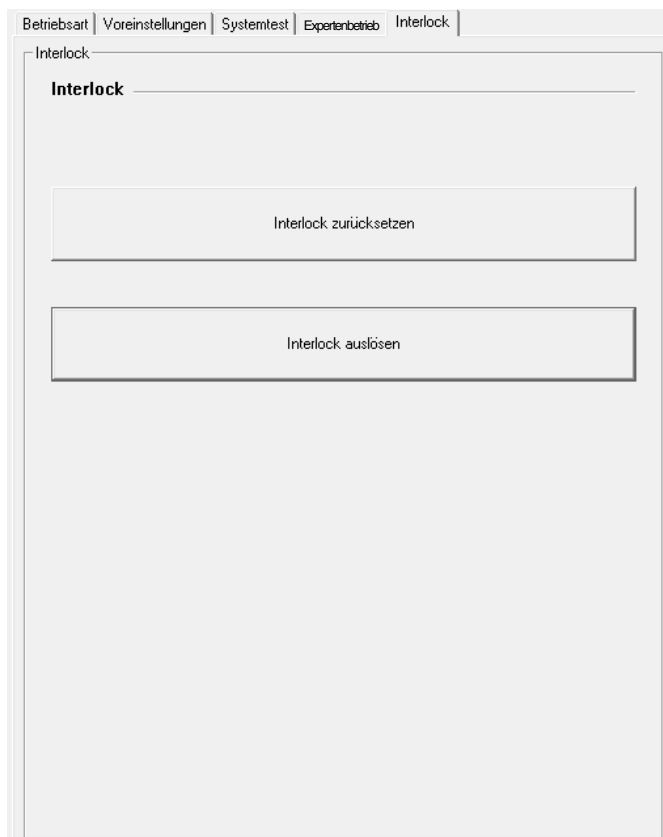 Betriebsart Voreinstellungen Systemtest Expertenbetrieb Interlock
Interlock
Interlock
Interlock zurücksetzen
Interlock auslösen